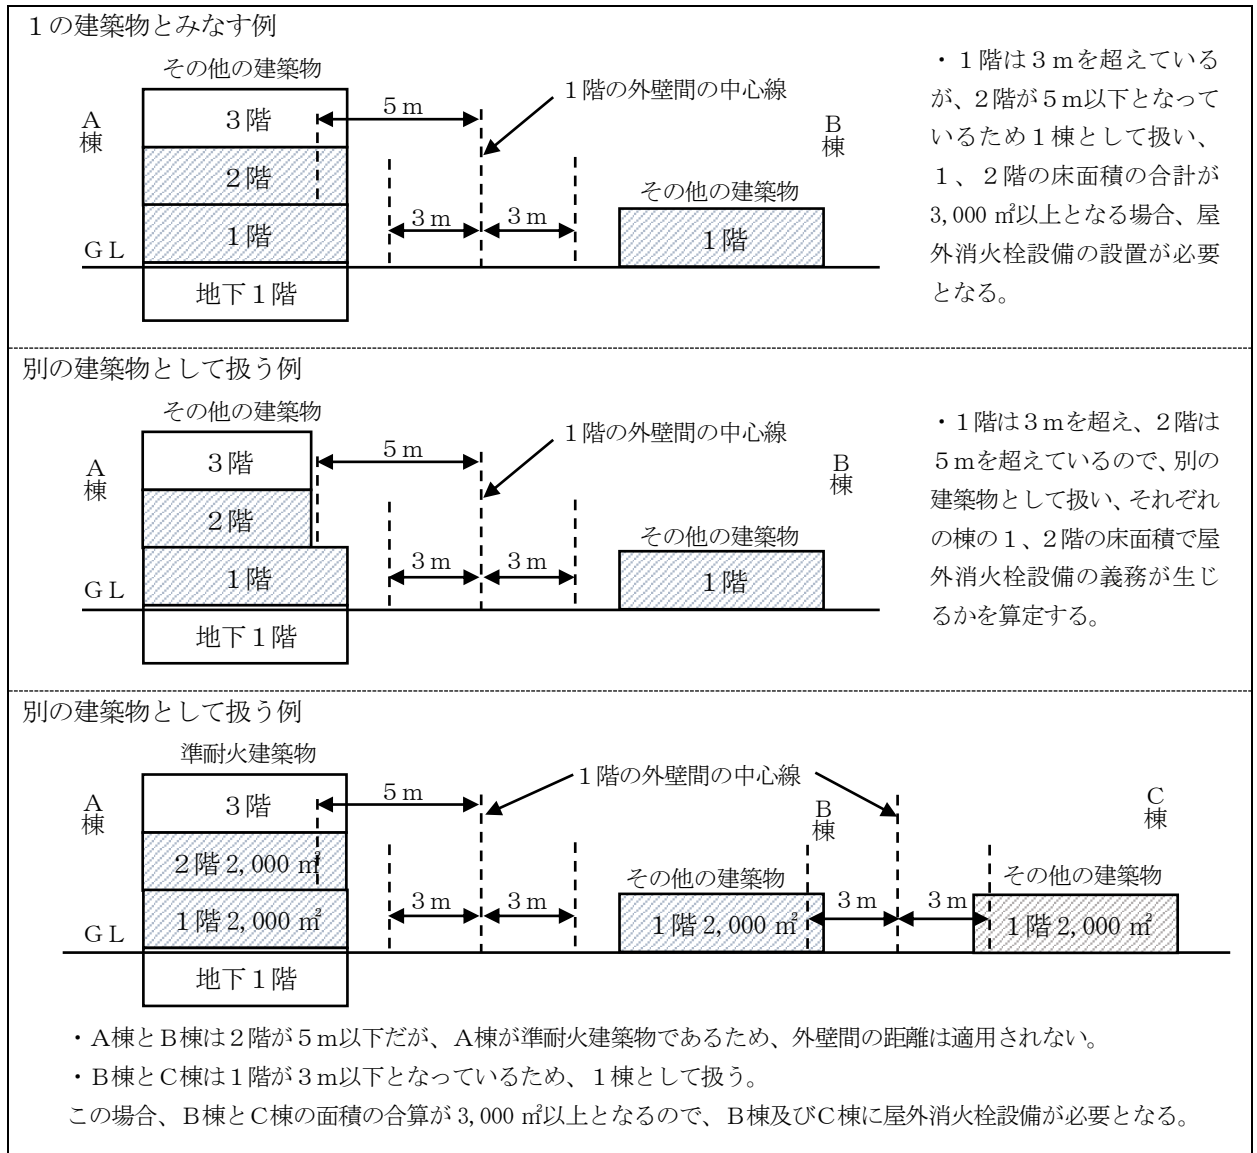 １の建築物とみなす例
その他の建築物
１階の外壁間の中心線
５ｍ
Ａ棟
３階
２階
１階
地下１階
ＧＬ
３ｍ
３ｍ
Ｂ棟
その他の建築物
１階
・１階は３ｍを超えている
が、２階が５ｍ以下となって
いるため１棟として扱い、
１、２階の床面積の合計が
3,000 ㎡以上となる場合、屋
外消火栓設備の設置が必要
となる。
別の建築物として扱う例
その他の建築物
１階の外壁間の中心線
５ｍ
Ａ棟
３階
２階
１階
地下１階
ＧＬ
３ｍ
３ｍ
Ｂ棟
その他の建築物
１階
・１階は３ｍを超え、２階は
５ｍを超えているので、別の
建築物として扱い、それぞれ
の棟の１、２階の床面積で屋
外消火栓設備の義務が生じ
るかを算定する。
別の建築物として扱う例
準耐火建築物
１階の外壁間の中心線
５ｍ
Ａ棟
３階
２階 2,000 ㎡
１階 2,000 ㎡
地下１階
ＧＬ
３ｍ
３ｍ
Ｂ棟
その他の建築物
１階 2,000 ㎡
３ｍ
３ｍ
Ｃ棟
その他の建築物
１階 2,000 ㎡
・Ａ棟とＢ棟は２階が５ｍ以下だが、Ａ棟が準耐火建築物であるため、外壁間の距離は適用されない。
・Ｂ棟とＣ棟は１階が３ｍ以下となっているため、１棟として扱う。
この場合、Ｂ棟とＣ棟の面積の合算が 3,000 ㎡以上となるので、Ｂ棟及びＣ棟に屋外消火栓設備が必要となる。